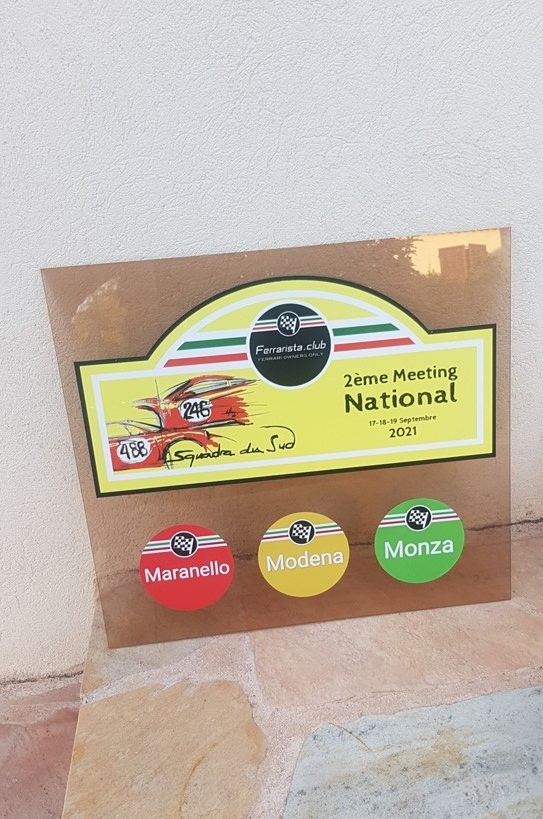 Ferrarista.club
FERRARI OWNERS ONLY
2ème Meeting
National
17-18-19 Septembre
2021
246
488
Squadra du Sud
Maranello
Modena
Monza